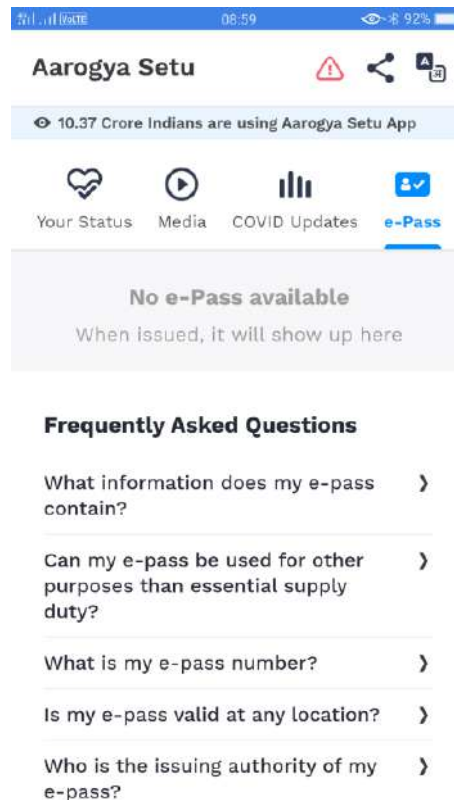 VoLTE 08:59 92%
Aarogya Setu
A अ
10.37 Crore Indians are using Aarogya Setu App
Your Status Media COVID Updates e-Pass
No e-Pass available
When issued, it will show up here
Frequently Asked Questions
What information does my e-pass
contain?
Can my e-pass be used for other
purposes than essential supply
duty?
What is my e-pass number?
Is my e-pass valid at any location?
Who is the issuing authority of my
e-pass?